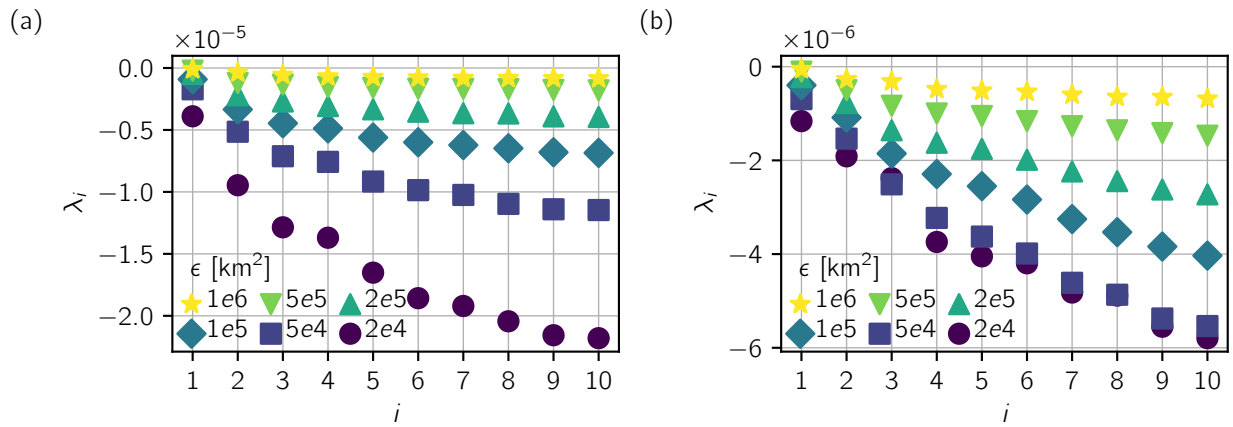 (a)
×10⁻⁵
0.0
−0.5
−1.0
−1.5
−2.0
λᵢ
ϵ [km²]
1e6 5e5 2e5
1e5 5e4 2e4
1 2 3 4 5 6 7 8 9 10
i
(b)
×10⁻⁶
0
−2
−4
−6
λᵢ
ϵ [km²]
1e6 5e5 2e5
1e5 5e4 2e4
1 2 3 4 5 6 7 8 9 10
i